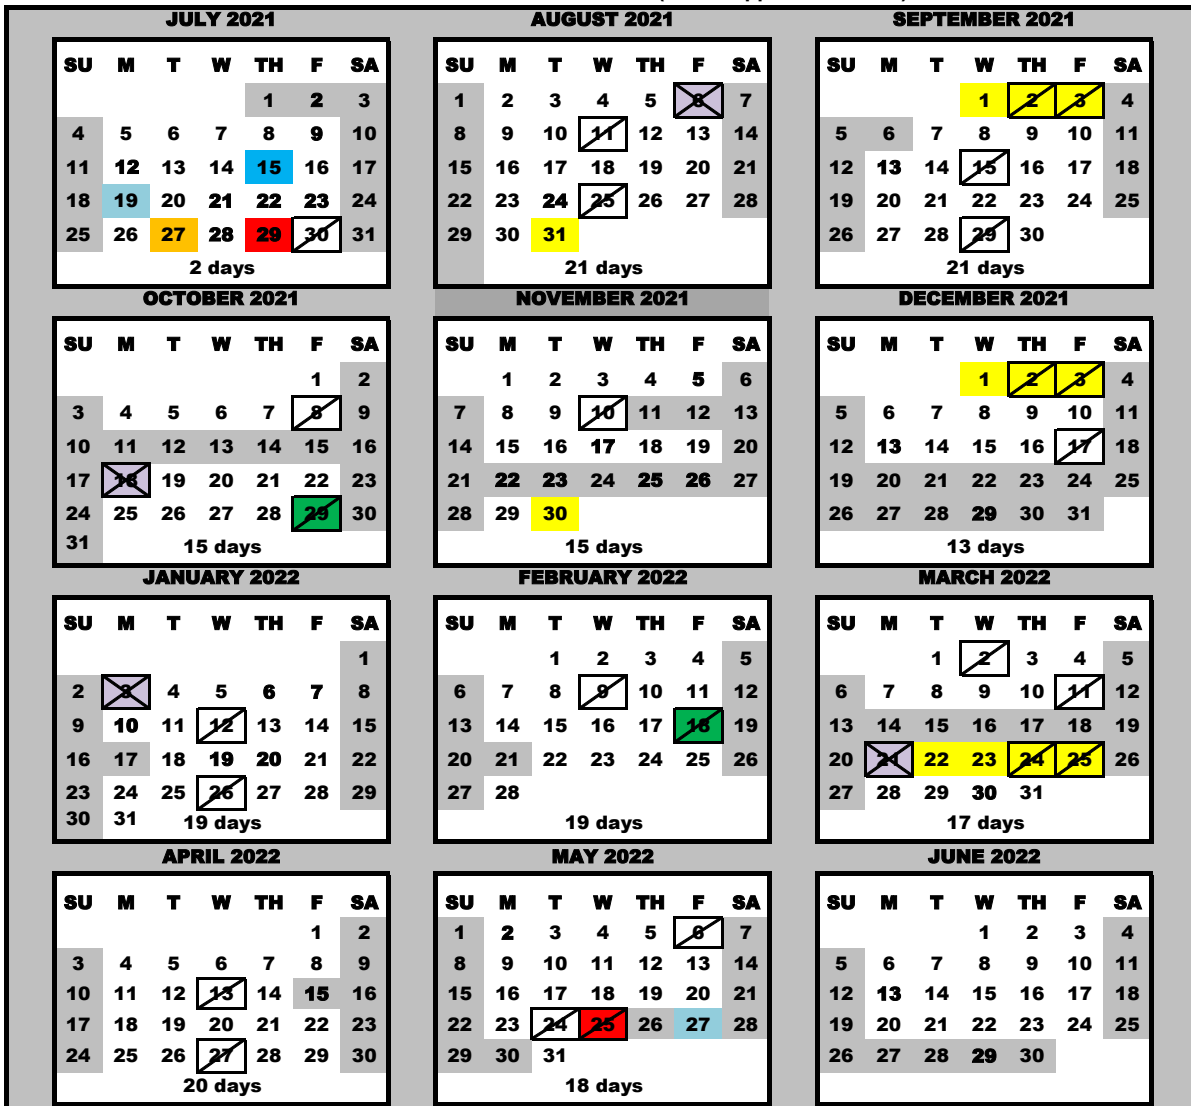 JULY 2021
SU M T W TH F SA
1 2 3
4 5 6 7 8 9 10
11 12 13 14 15 16 17
18 19 20 21 22 23 24
25 26 27 28 29 30 31
2 days
AUGUST 2021
SU M T W TH F SA
1 2 3 4 5 6 7
8 9 10 11 12 13 14
15 16 17 18 19 20 21
22 23 24 25 26 27 28
29 30 31
21 days
SEPTEMBER 2021
SU M T W TH F SA
1 2 3 4
5 6 7 8 9 10 11
12 13 14 15 16 17 18
19 20 21 22 23 24 25
26 27 28 29 30
21 days
OCTOBER 2021
SU M T W TH F SA
1 2
3 4 5 6 7 8 9
10 11 12 13 14 15 16
17 18 19 20 21 22 23
24 25 26 27 28 29 30
31
15 days
NOVEMBER 2021
SU M T W TH F SA
1 2 3 4 5 6
7 8 9 10 11 12 13
14 15 16 17 18 19 20
21 22 23 24 25 26 27
28 29 30
15 days
DECEMBER 2021
SU M T W TH F SA
1 2 3 4
5 6 7 8 9 10 11
12 13 14 15 16 17 18
19 20 21 22 23 24 25
26 27 28 29 30 31
13 days
JANUARY 2022
SU M T W TH F SA
1
2 3 4 5 6 7 8
9 10 11 12 13 14 15
16 17 18 19 20 21 22
23 24 25 26 27 28 29
30 31
19 days
FEBRUARY 2022
SU M T W TH F SA
1 2 3 4 5
6 7 8 9 10 11 12
13 14 15 16 17 18 19
20 21 22 23 24 25 26
27 28
19 days
MARCH 2022
SU M T W TH F SA
1 2 3 4 5
6 7 8 9 10 11 12
13 14 15 16 17 18 19
20 21 22 23 24 25 26
27 28 29 30 31
17 days
APRIL 2022
SU M T W TH F SA
1 2
3 4 5 6 7 8 9
10 11 12 13 14 15 16
17 18 19 20 21 22 23
24 25 26 27 28 29 30
20 days
MAY 2022
SU M T W TH F SA
1 2 3 4 5 6 7
8 9 10 11 12 13 14
15 16 17 18 19 20 21
22 23 24 25 26 27 28
29 30 31
18 days
JUNE 2022
SU M T W TH F SA
1 2 3 4
5 6 7 8 9 10 11
12 13 14 15 16 17 18
19 20 21 22 23 24 25
26 27 28 29 30